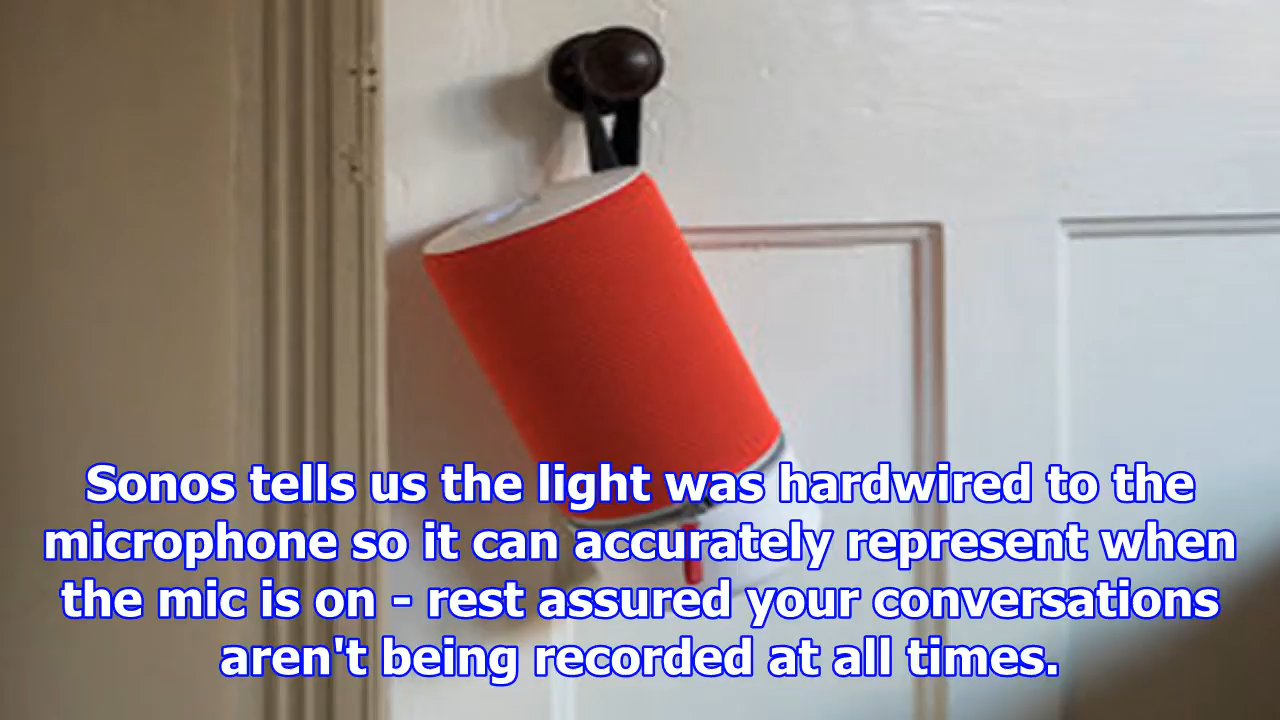 Sonos tells us the light was hardwired to the
microphone so it can accurately represent when
the mic is on - rest assured your conversations
aren't being recorded at all times.